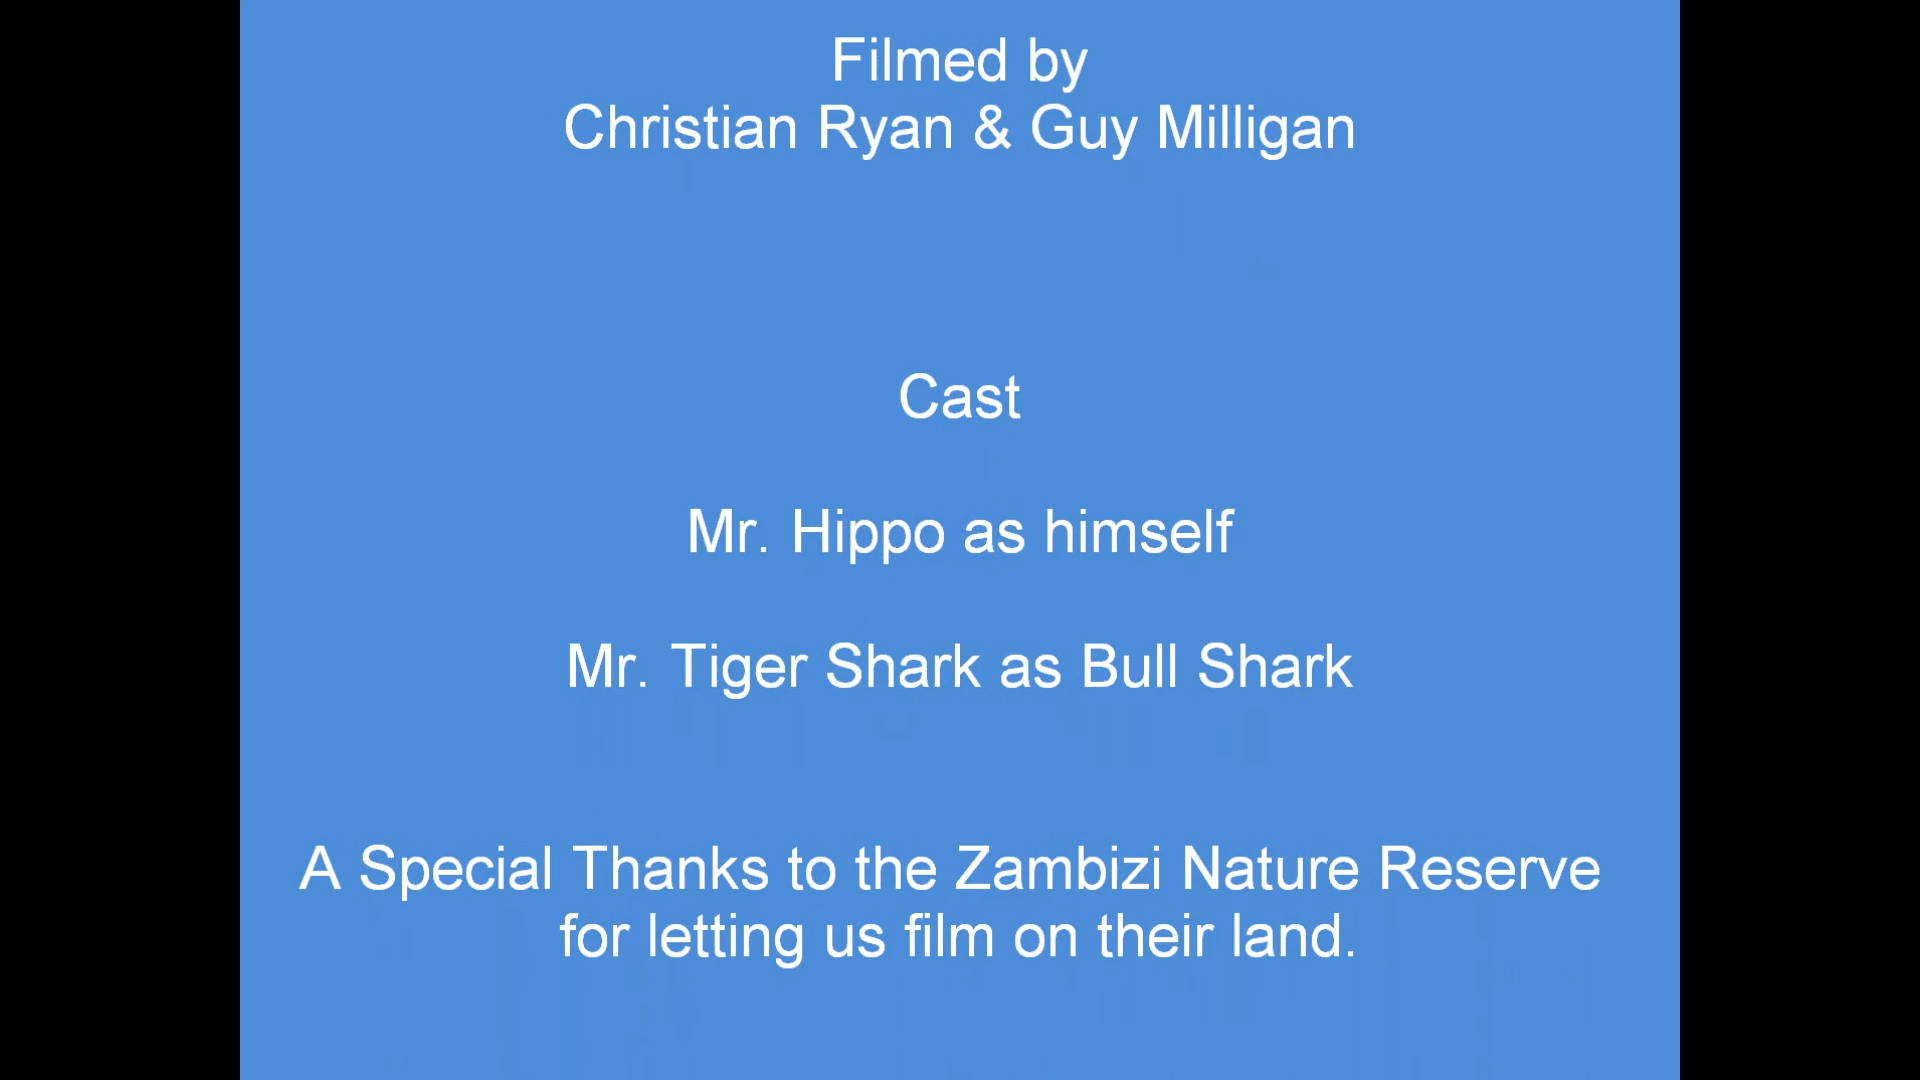 Filmed by
Christian Ryan & Guy Milligan
Cast
Mr. Hippo as himself
Mr. Tiger Shark as Bull Shark
A Special Thanks to the Zambizi Nature Reserve
for letting us film on their land.